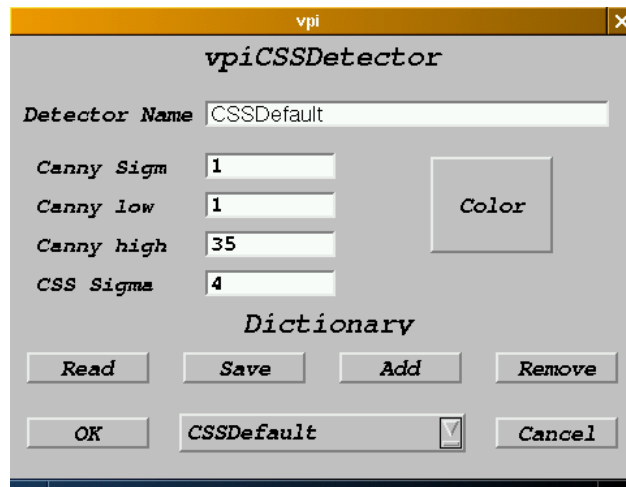 vpi
vpiCSSDetector
Detector Name CSSDefault
Canny Sigm 1
Canny low 1
Color
Canny high 35
CSS Sigma 4
Dictionary
Read Save Add Remove
OK CSSDefault Cancel